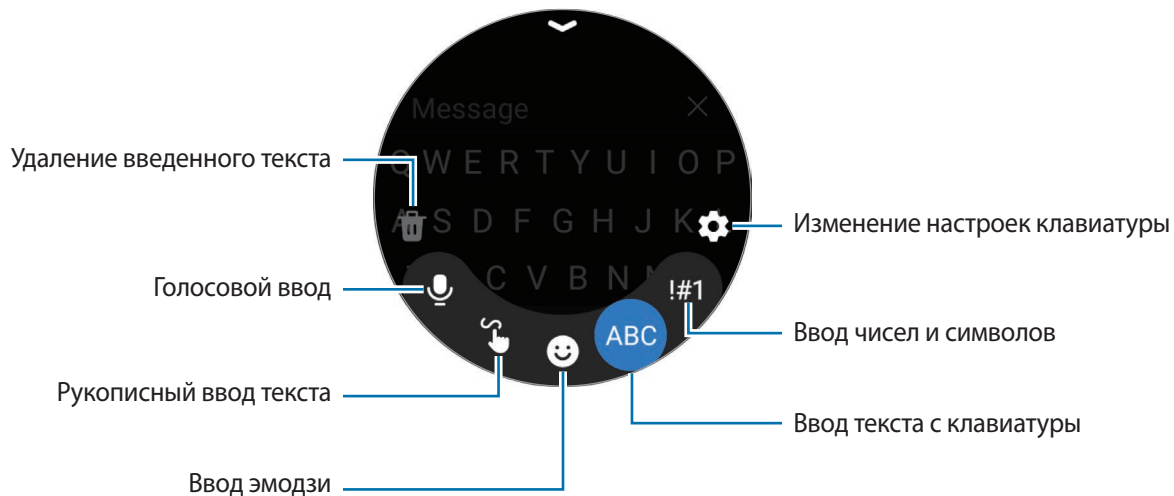 Message
QWERTYUIOP
Удаление введенного текста
ASDFGHJK
Изменение настроек клавиатуры
CVBN
Голосовой ввод
!#1
ABC
Ввод чисел и символов
Рукописный ввод текста
Ввод текста с клавиатуры
Ввод эмодзи